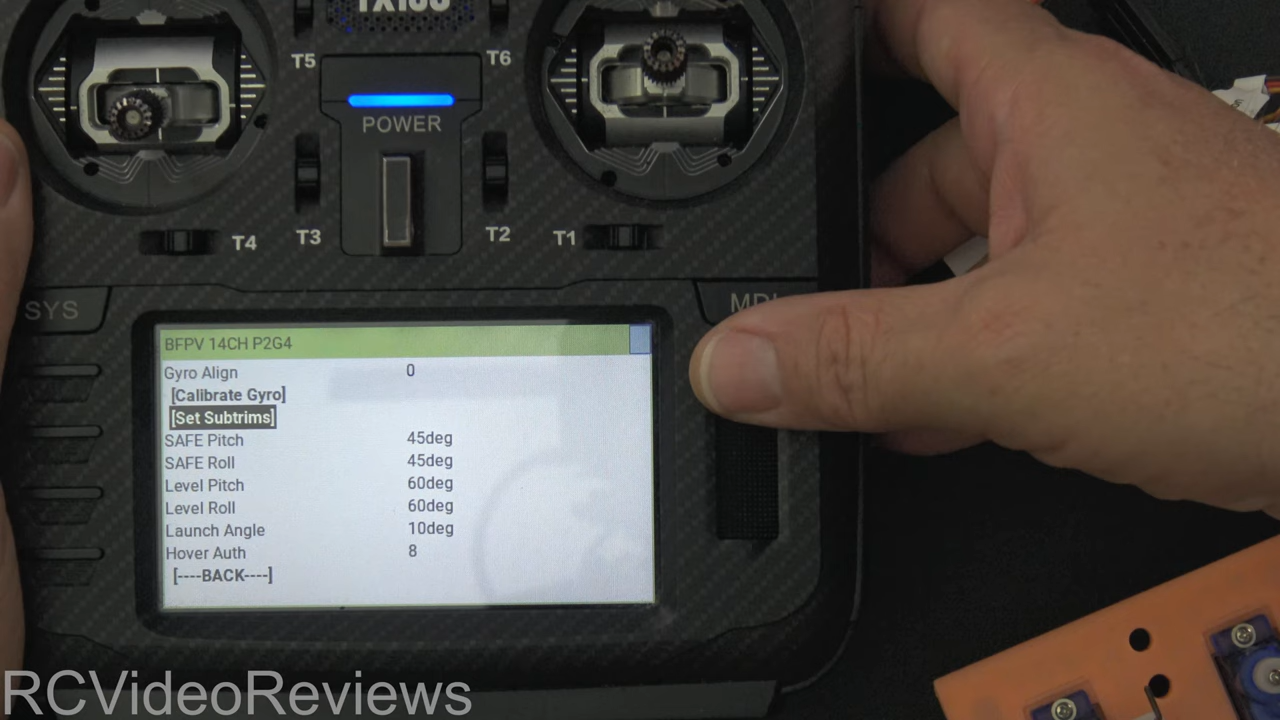 TX16S
T5
T6
POWER
T4
T3
T2
T1
SYS
MDL
BFPV 14CH P2G4
Gyro Align 0
[Calibrate Gyro]
[Set Subtrims]
SAFE Pitch 45deg
SAFE Roll 45deg
Level Pitch 60deg
Level Roll 60deg
Launch Angle 10deg
Hover Auth 8
[----BACK----]
RCVideoReviews